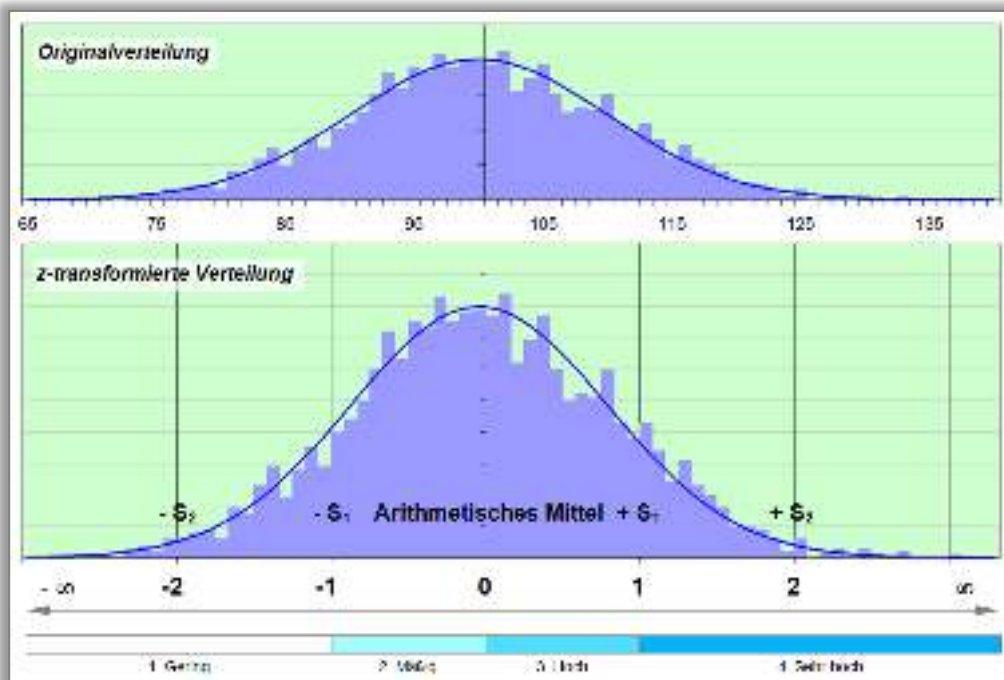 Originalverteilung
65 75 85 95 105 115 125 135
z-transformierte Verteilung
- S₂ - S₁ Arithmetisches Mittel + S₁ + S₂
- ∞ -2 -1 0 1 2 ∞
1 Gering 2 Mäßig 3 Hoch 4 Sehr hoch